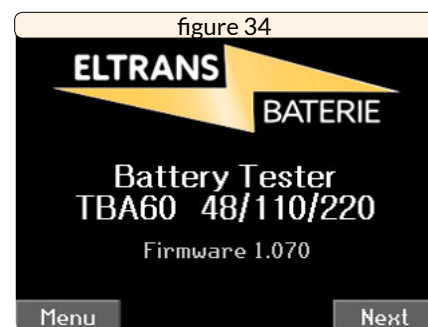 figure 34
ELTRANS
BATERIE
Battery Tester
TBA60 48/110/220
Firmware 1.070
Menu Next